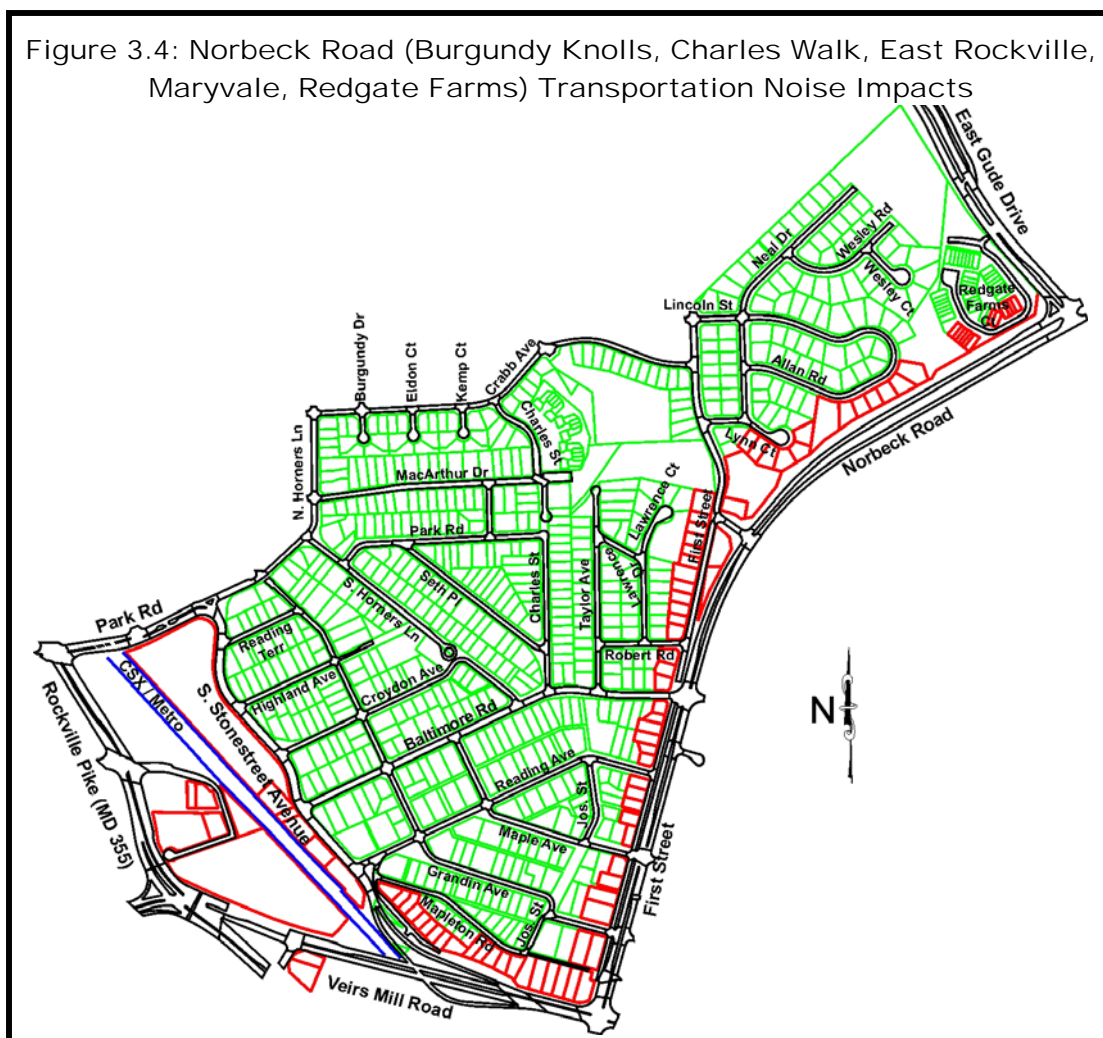 Figure 3.4: Norbeck Road (Burgundy Knolls, Charles Walk, East Rockville,
Maryvale, Redgate Farms) Transportation Noise Impacts
East Gude Drive
Neal Dr
Wesley Rd
Wesley Ct
Redgate
Farms
Lincoln St
Allan Rd
Burgundy Dr
Eldon Ct
Kemp Ct
Crabb Ave
Charles St
Lynn Ct
Norbeck Road
N. Horners Ln
MacArthur Dr
Lawrence Ct
First Street
Park Rd
Charles St
Taylor Ave
Lawrence
Dr
Seth Pl
S. Horners Ln
Park Rd
Reading
Terr
Robert Rd
Highland Ave
Croydon Ave
Baltimore Rd
CSX / Metro
S. Stonestreet Avenue
Rockville Pike (MD 355)
N
Reading Ave
Jos. St
Maple Ave
First Street
Grandin Ave
Mapleton Rd
Jos. St
Veirs Mill Road